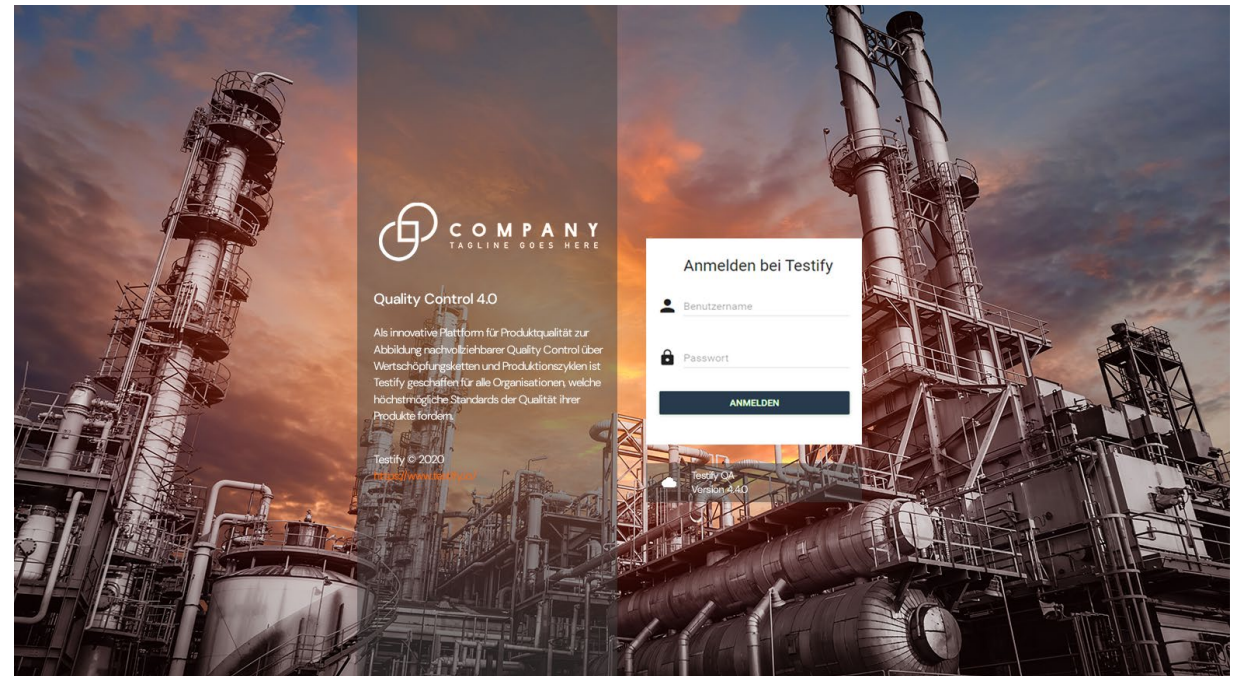 COMPANY
TAGLINE GOES HERE
Quality Control 4.0
Als innovative Plattform für Produktqualität zur
Abbildung nachvollziehbarer Quality Control über
Wertschöpfungsketten und Produktionszyklen ist
Testify geschaffen für alle Organisationen, welche
höchstmögliche Standards der Qualität ihrer
Produkte fordern.
Testify © 2020
Anmelden bei Testify
Benutzername
Passwort
ANMELDEN
Testify QA
Version 4.4.0